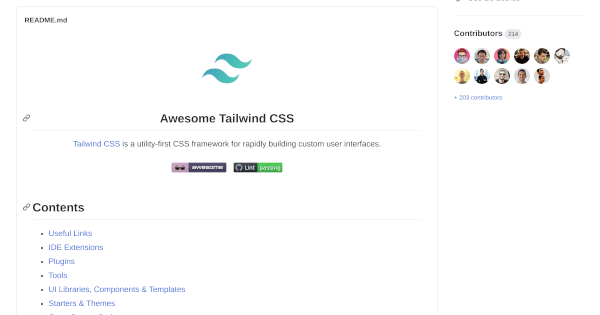 README.md
Contributors 214
Awesome Tailwind CSS
Tailwind CSS is a utility-first CSS framework for rapidly building custom user interfaces.
awesome Lint passing
+ 203 contributors
Contents
Useful Links
IDE Extensions
Plugins
Tools
UI Libraries, Components & Templates
Starters & Themes